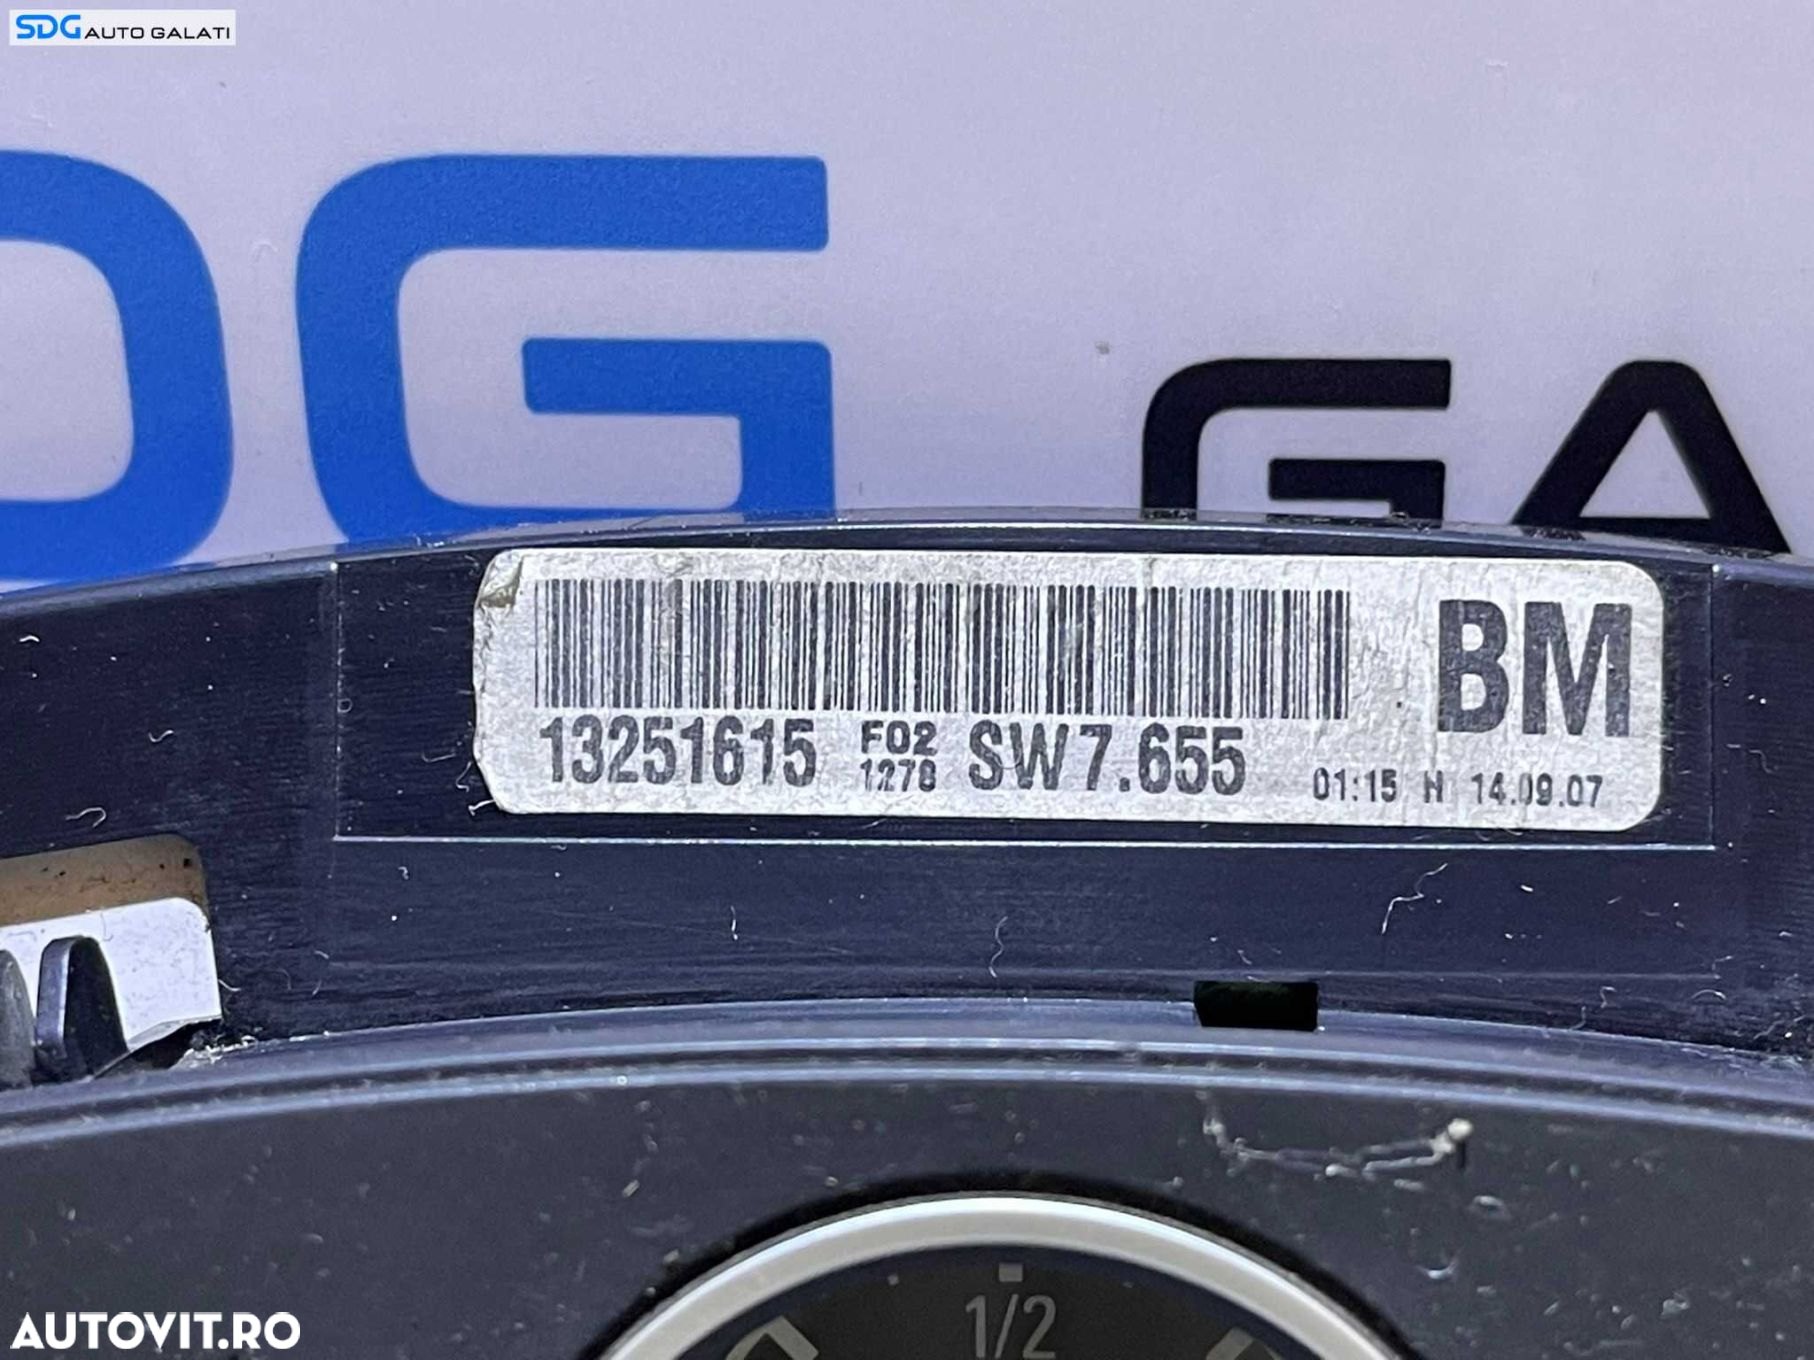 SDG AUTO GALATI
DG GA
BM
13251615 F02 1270 SW7.655
01:15 N 14.09.07
1/2
AUTOVIT.RO